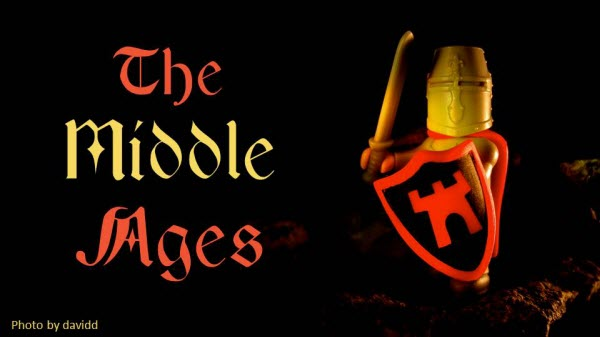 The
Middle
Ages
Photo by davidd